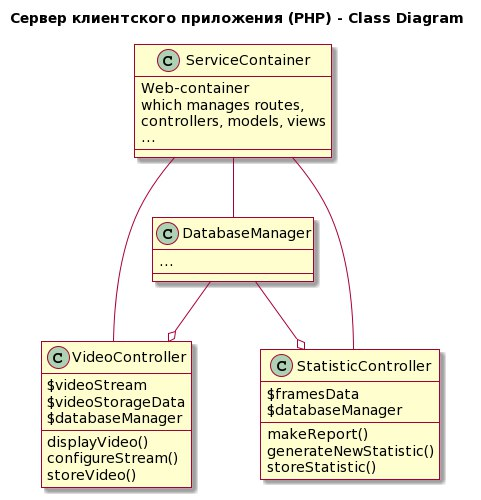 Сервер клиентского приложения (PHP) - Class Diagram
C ServiceContainer
Web-container
which manages routes,
controllers, models, views
...
C DatabaseManager
...
C VideoController
$videoStream
$videoStorageData
$databaseManager
displayVideo()
configureStream()
storeVideo()
C StatisticController
$framesData
$databaseManager
makeReport()
generateNewStatistic()
storeStatistic()